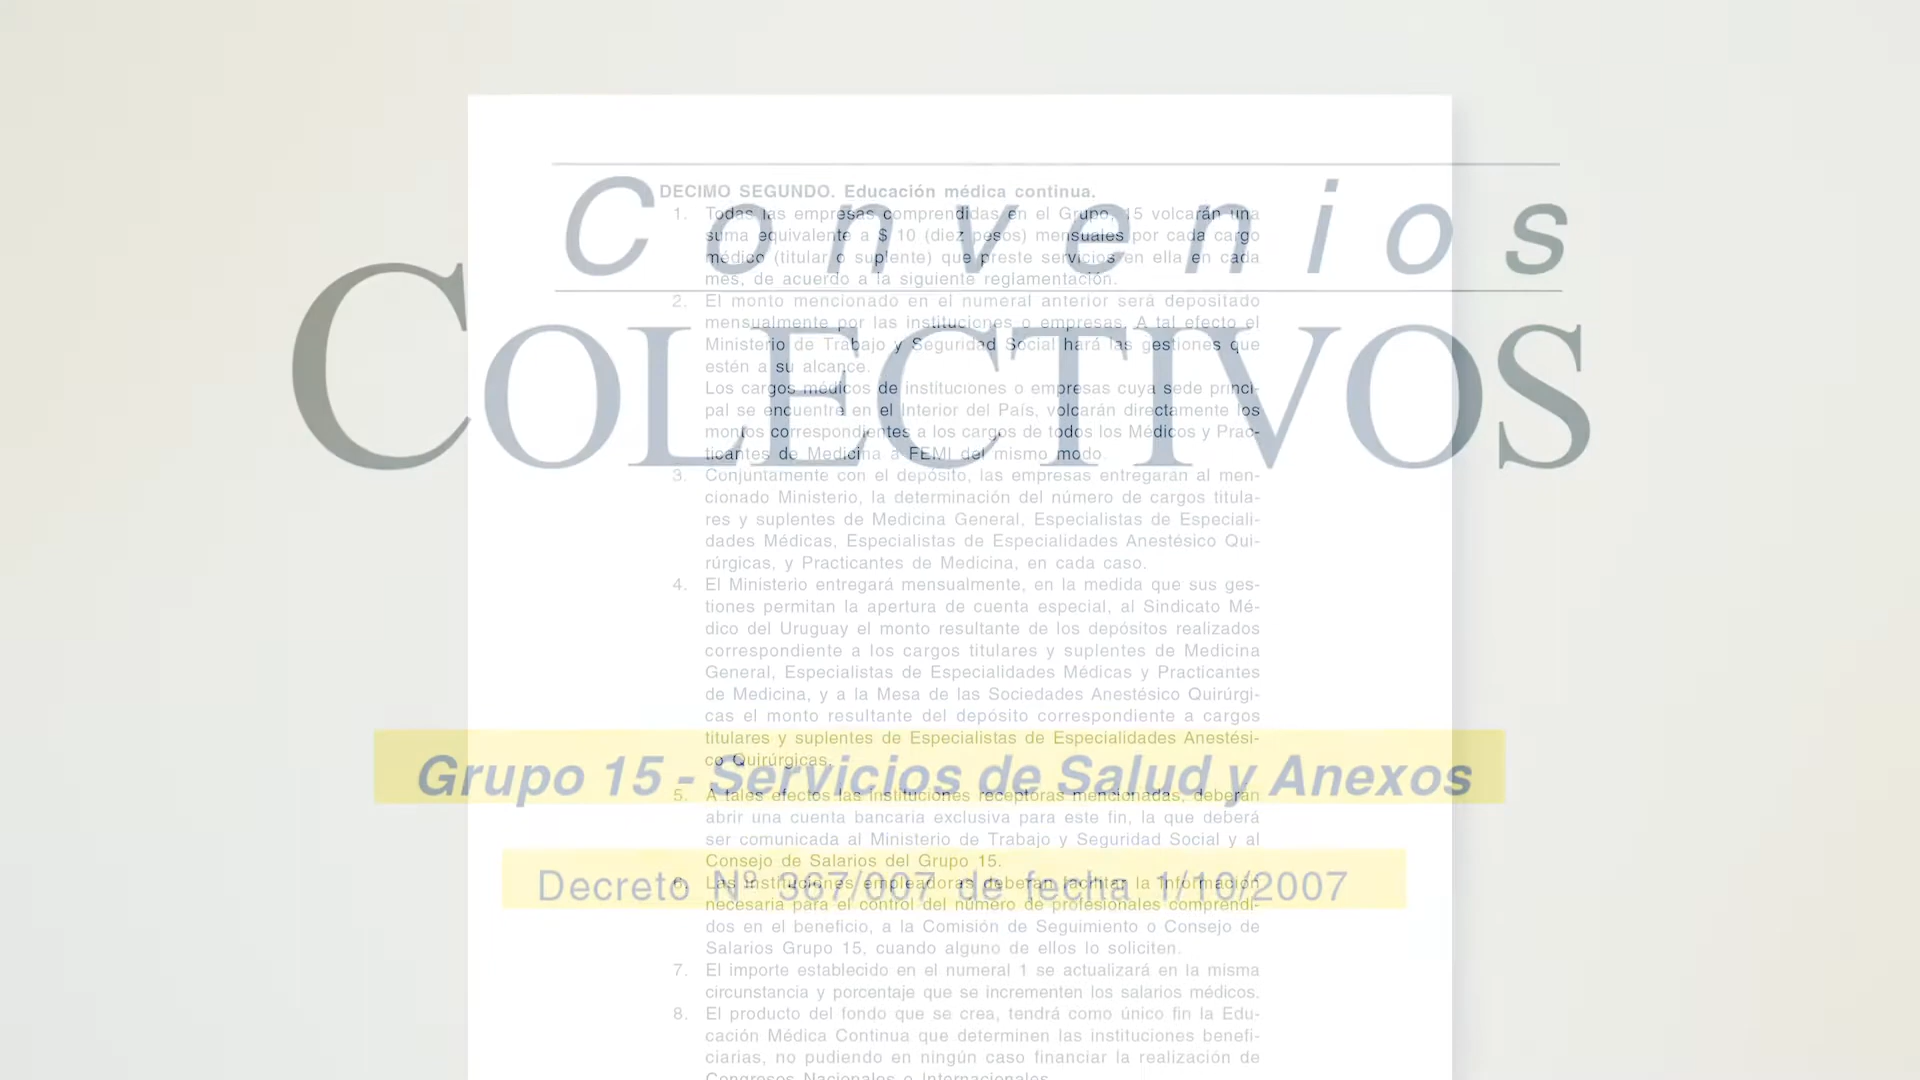 Convenios
COLECTIVOS
Grupo 15 - Servicios de Salud y Anexos
Decreto Nº 367/007 de fecha 1/10/2007
DECIMO SEGUNDO. Educación médica continua.
1. Todas las empresas comprendidas en el Grupo 15 volcarán una
suma equivalente a $ 10 (diez pesos) mensuales por cada cargo
médico (titular o suplente) que preste servicios en ella en cada
mes, de acuerdo a la siguiente reglamentación.
2. El monto mencionado en el numeral anterior será depositado
mensualmente por las instituciones o empresas. A tal efecto el
Ministerio de Trabajo y Seguridad Social hará las gestiones que
estén a su alcance.
Los cargos médicos de instituciones o empresas cuya sede princi-
pal se encuentre en el Interior del País, volcarán directamente los
montos correspondientes a los cargos de todos los Médicos y Prac-
ticantes de Medicina a FEMI del mismo modo.
3. Conjuntamente con el depósito, las empresas entregarán al men-
cionado Ministerio, la determinación del número de cargos titula-
res y suplentes de Medicina General, Especialistas de Especiali-
dades Médicas, Especialistas de Especialidades Anestésico Qui-
rúrgicas, y Practicantes de Medicina, en cada caso.
4. El Ministerio entregará mensualmente, en la medida que sus ges-
tiones permitan la apertura de cuenta especial, al Sindicato Mé-
dico del Uruguay el monto resultante de los depósitos realizados
correspondiente a los cargos titulares y suplentes de Medicina
General, Especialistas de Especialidades Médicas y Practicantes
de Medicina, y a la Mesa de las Sociedades Anestésico Quirúrgi-
cas el monto resultante del depósito correspondiente a cargos
titulares y suplentes de Especialistas de Especialidades Anestési-
co Quirúrgicas.
5. A tales efectos las instituciones receptoras mencionadas, deberán
abrir una cuenta bancaria exclusiva para este fin, la que deberá
ser comunicada al Ministerio de Trabajo y Seguridad Social y al
Consejo de Salarios del Grupo 15.
6. Las instituciones empleadoras deberán facilitar la información
necesaria para el control del número de profesionales comprendi-
dos en el beneficio, a la Comisión de Seguimiento o Consejo de
Salarios Grupo 15, cuando alguno de ellos lo soliciten.
7. El importe establecido en el numeral 1 se actualizará en la misma
circunstancia y porcentaje que se incrementen los salarios médicos.
8. El producto del fondo que se crea, tendrá como único fin la Edu-
cación Médica Continua que determinen las instituciones benefi-
ciarias, no pudiendo en ningún caso financiar la realización de
Congresos Nacionales o Internacionales.